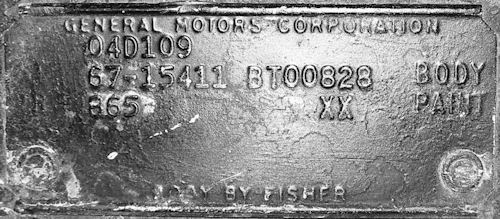 GENERAL MOTORS CORPORATION
04D109
67-15411 BT00828 BODY
865 XX PAINT
BODY BY FISHER